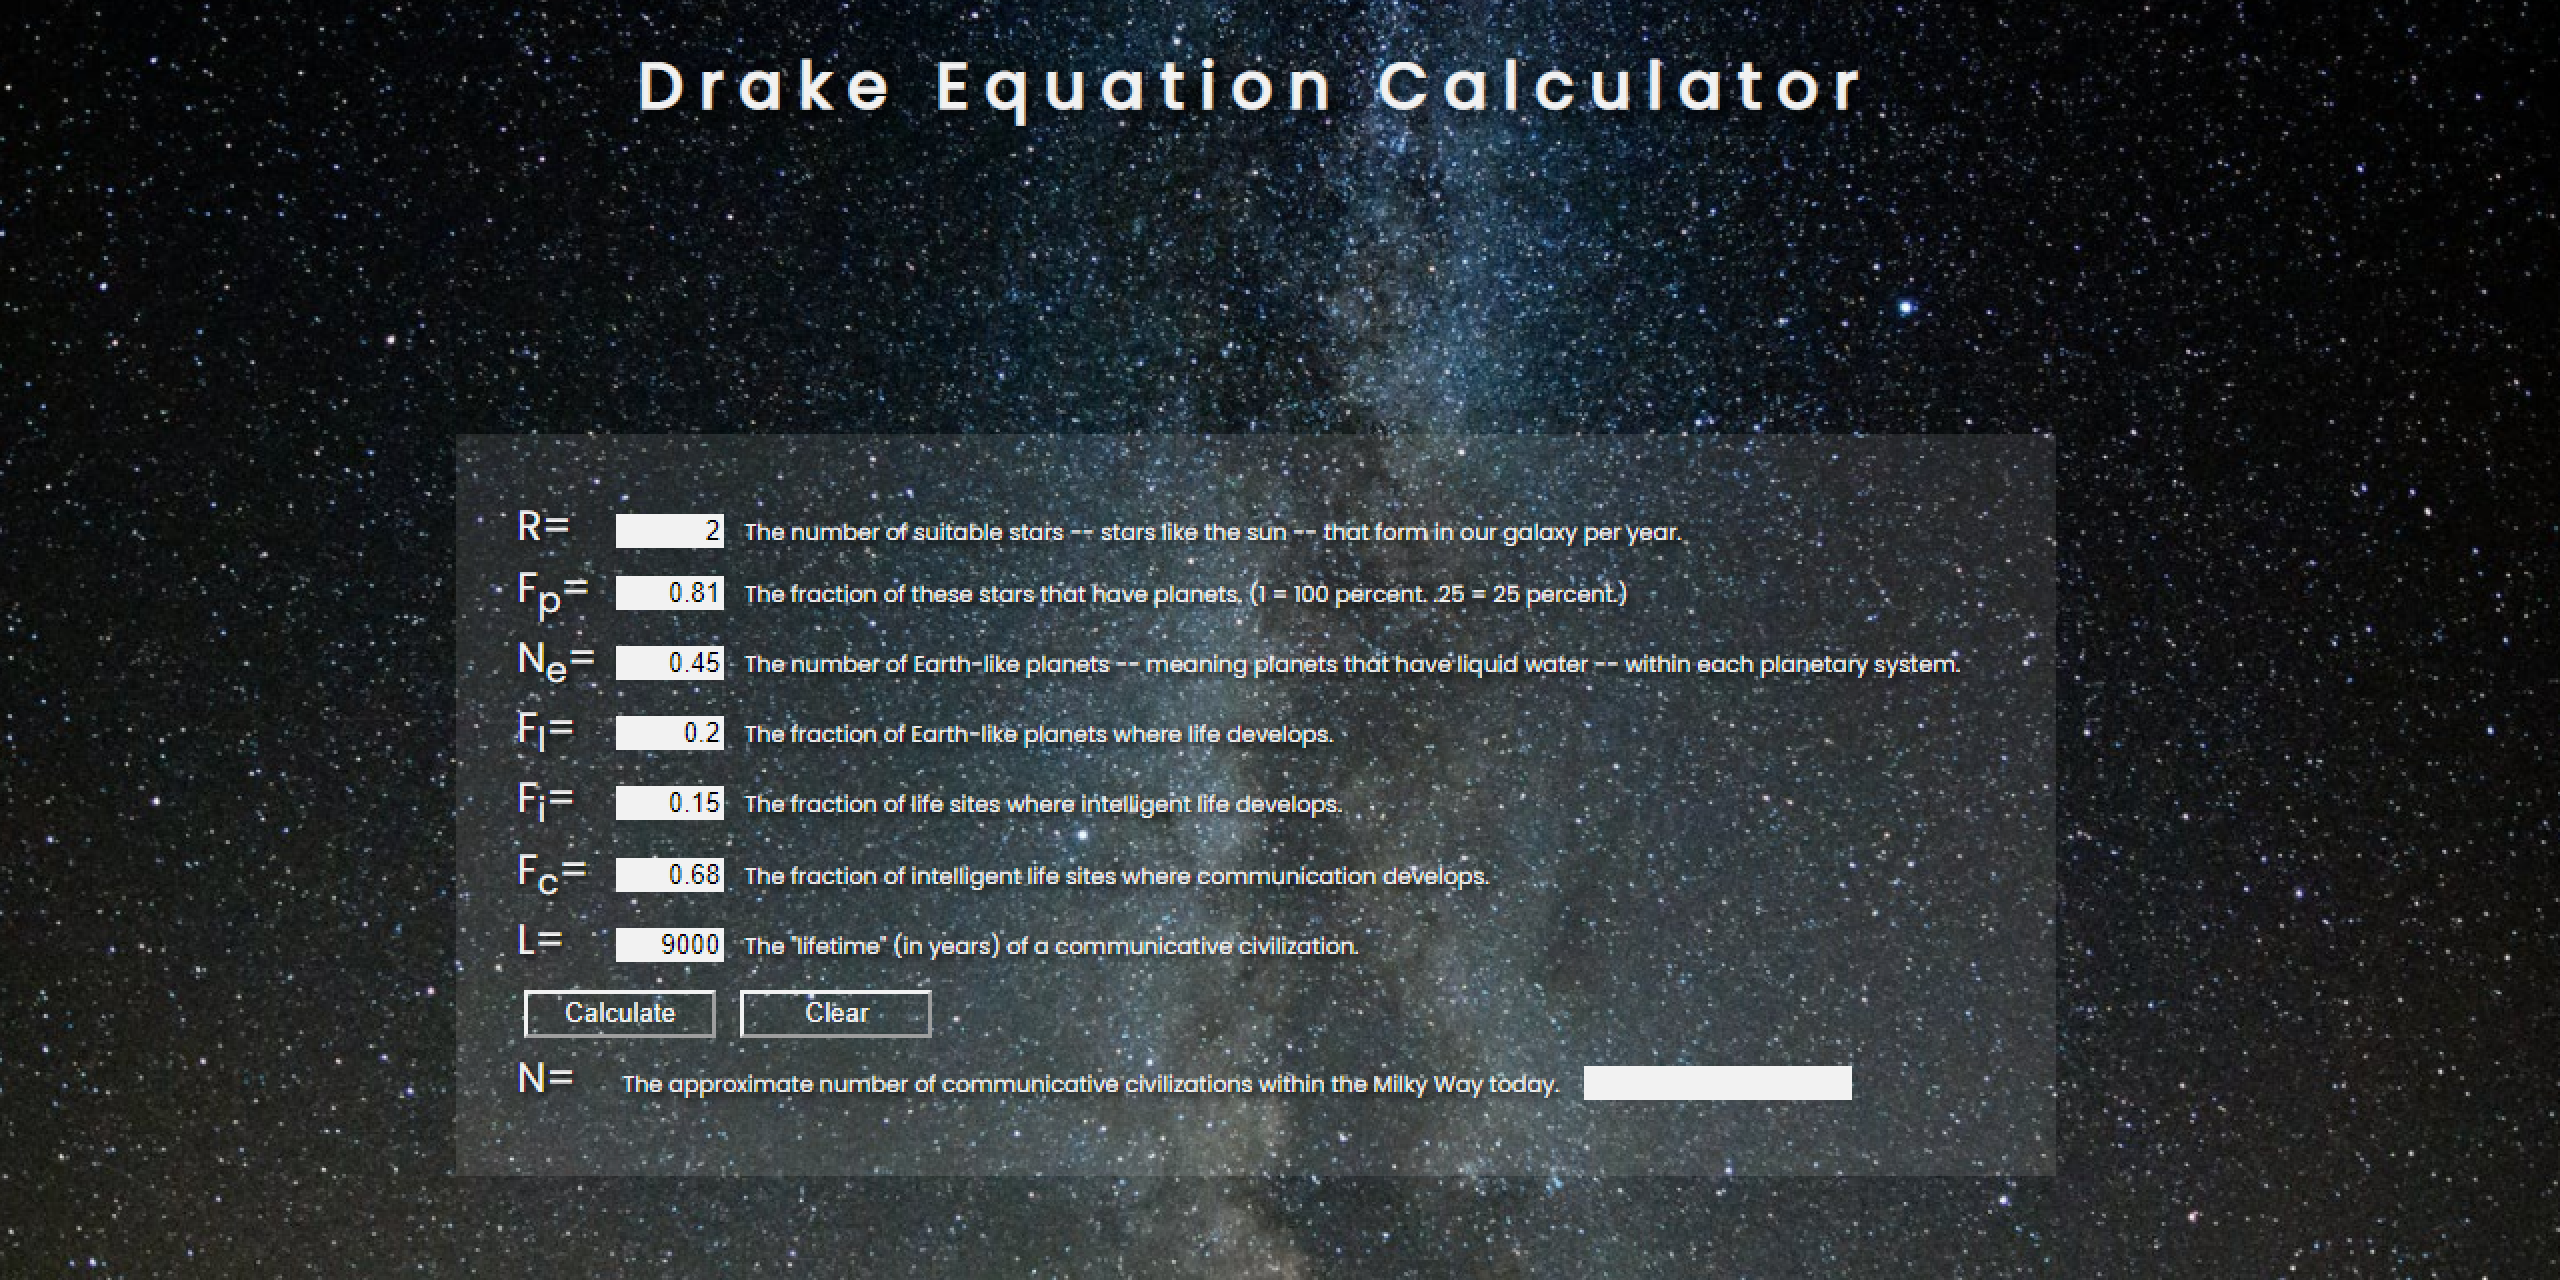 Drake Equation Calculator
R= 2 The number of suitable stars -- stars like the sun -- that form in our galaxy per year.
Fp= 0.81 The fraction of these stars that have planets. (1 = 100 percent. .25 = 25 percent.)
Ne= 0.45 The number of Earth-like planets -- meaning planets that have liquid water -- within each planetary system.
Fl= 0.2 The fraction of Earth-like planets where life develops.
Fi= 0.15 The fraction of life sites where intelligent life develops.
Fc= 0.68 The fraction of intelligent life sites where communication develops.
L= 9000 The "lifetime" (in years) of a communicative civilization.
Calculate Clear
N= The approximate number of communicative civilizations within the Milky Way today.